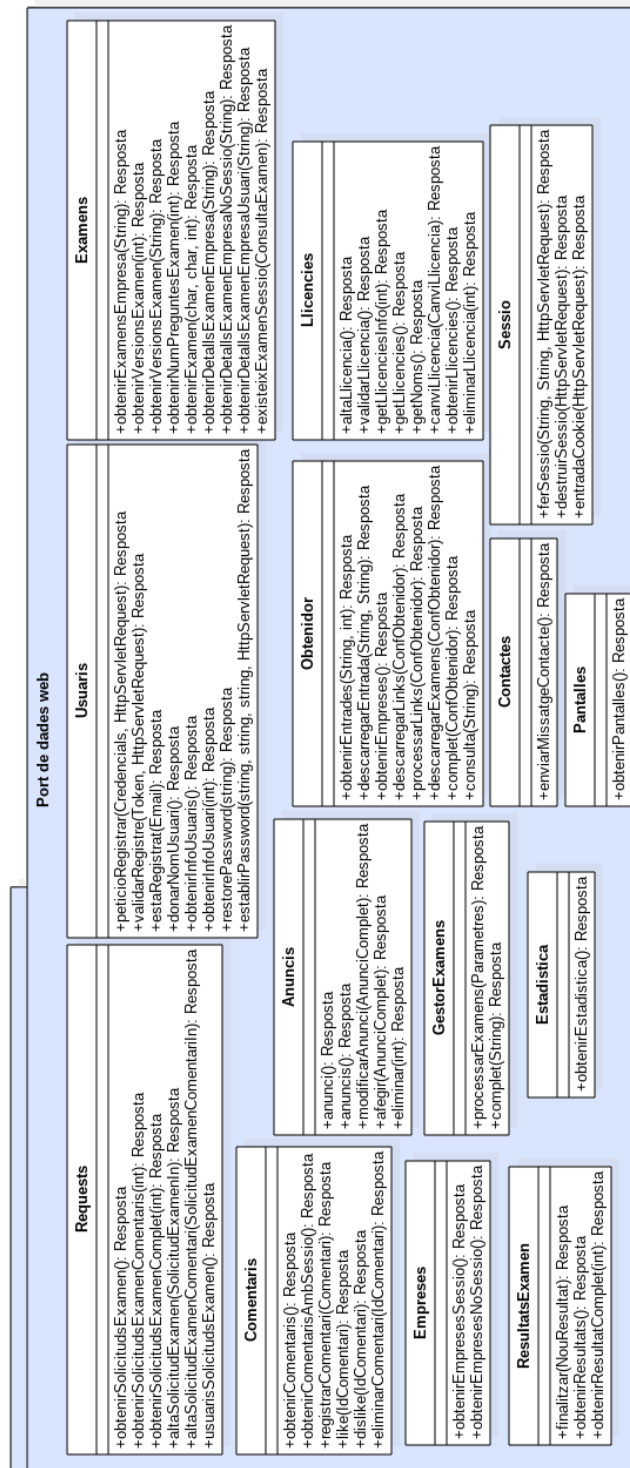 Port de dades web
Requests
+obtenirSolicitudsExamen(): Resposta
+obtenirSolicitudsExamenComentaris(int): Resposta
+obtenirSolicitudsExamenComplet(int): Resposta
+altaSolicitudExamen(SolicitudExamenIn): Resposta
+altaSolicitudExamenComentari(SolicitudExamenComentariIn): Resposta
+usuarisSolicitudsExamen(): Resposta
Usuaris
+peticioRegistrar(Credencials, HttpServletRequest): Resposta
+validarRegistre(Token, HttpServletRequest): Resposta
+estaRegistrat(Email): Resposta
+donarNomUsuari(): Resposta
+obtenirInfoUsuaris(): Resposta
+obtenirInfoUsuari(int): Resposta
+restorePassword(string): Resposta
+establirPassword(string, string, string, HttpServletRequest): Resposta
Examens
+obtenirExamensEmpresa(String): Resposta
+obtenirVersionsExamen(int): Resposta
+obtenirVersionsExamen(String): Resposta
+obtenirNumPreguntesExamen(int): Resposta
+obtenirExamen(char, char, int): Resposta
+obtenirDetallsExamenEmpresa(String): Resposta
+obtenirDetallsExamenEmpresaNoSessio(String): Resposta
+obtenirDetallsExamenEmpresaUsuari(String): Resposta
+existeixExamenSessio(ConsultaExamen): Resposta
Comentaris
+obtenirComentaris(): Resposta
+obtenirComentarisAmbSessio(): Resposta
+registrarComentari(Comentari): Resposta
+like(IdComentari): Resposta
+dislike(IdComentari): Resposta
+eliminarComentari(IdComentari): Resposta
Anuncis
+anunci(): Resposta
+anuncis(): Resposta
+modificarAnunci(AnunciComplet): Resposta
+afegir(AnunciComplet): Resposta
+eliminar(int): Resposta
Obtenidor
+obtenirEntrades(String, int): Resposta
+descarregarEntrada(String, String): Resposta
+obtenirEmpreses(): Resposta
+descarregarLinks(ConfObtenidor): Resposta
+processarLinks(ConfObtenidor): Resposta
+descarregarExamens(ConfObtenidor): Resposta
+complet(ConfObtenidor): Resposta
+consulta(String): Resposta
Llicencies
+altaLlicencia(): Resposta
+validarLlicencia(): Resposta
+getLlicenciesInfo(int): Resposta
+getLlicencies(): Resposta
+getNoms(): Resposta
+canviLlicencia(CanviLlicencia): Resposta
+obtenirLlicencies(): Resposta
+eliminarLlicencia(int): Resposta
Empreses
+obtenirEmpresesSessio(): Resposta
+obtenirEmpresesNoSessio(): Resposta
GestorExamens
+processarExamens(Parametres): Resposta
+complet(String): Resposta
Contactes
+enviarMissatgeContacte(): Resposta
Sessio
+ferSessio(String, String, HttpServletRequest): Resposta
+destruirSessio(HttpServletRequest): Resposta
+entradaCookie(HttpServletRequest): Resposta
ResultatsExamen
+finalitzar(NouResultat): Resposta
+obtenirResultats(): Resposta
+obtenirResultatComplet(int): Resposta
Estadistica
+obtenirEstadistica(): Resposta
Pantalles
+obtenirPantalles(): Resposta